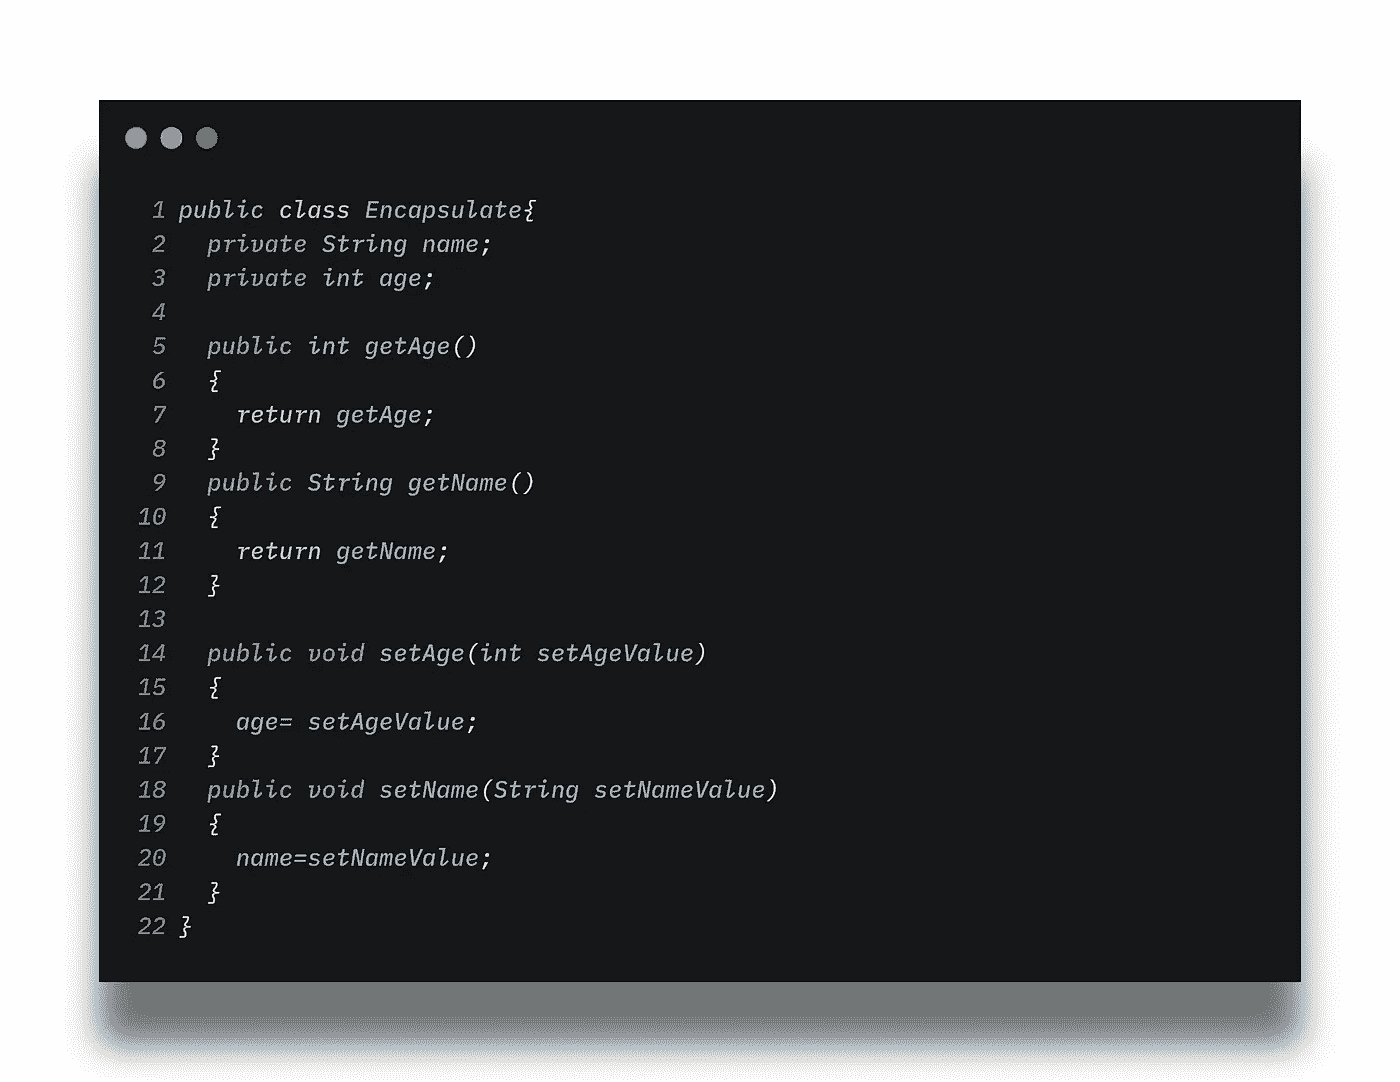 1 public class Encapsulate{
2 private String name;
3 private int age;
4
5 public int getAge()
6 {
7 return getAge;
8 }
9 public String getName()
10 {
11 return getName;
12 }
13
14 public void setAge(int setAgeValue)
15 {
16 age= setAgeValue;
17 }
18 public void setName(String setNameValue)
19 {
20 name=setNameValue;
21 }
22 }